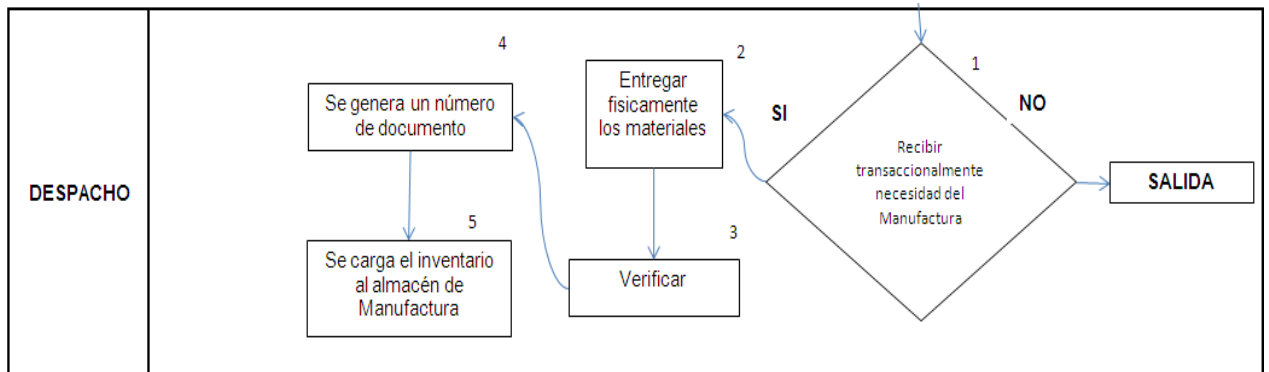 DESPACHO
4
Se genera un número
de documento
5
Se carga el inventario
al almacén de
Manufactura
2
Entregar
fisicamente
los materiales
3
Verificar
SI
1
NO
Recibir
transaccionalmente
necesidad del
Manufactura
SALIDA